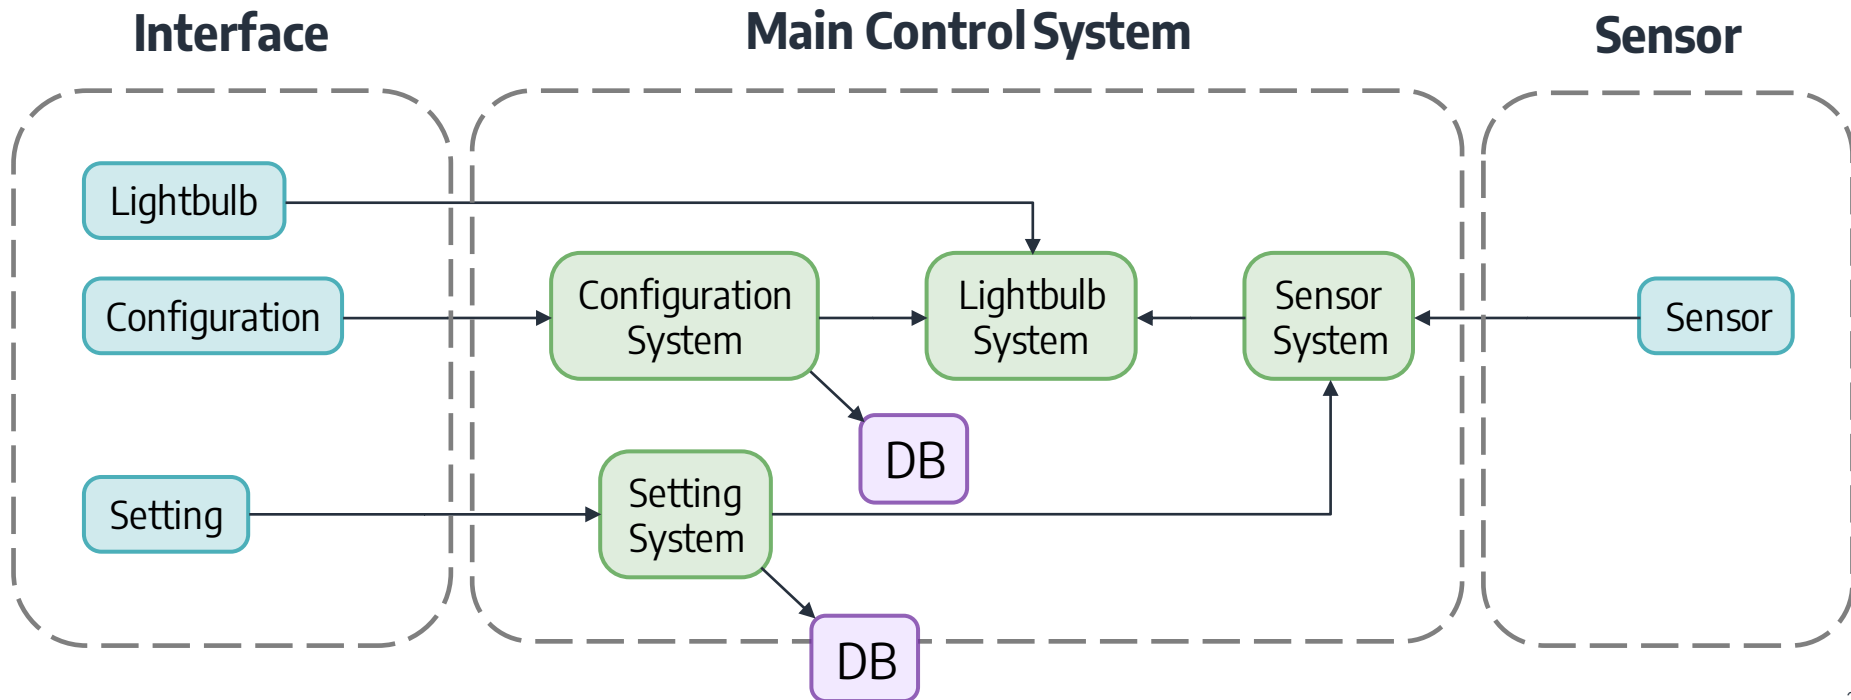 Interface
Main Control System
Sensor
Lightbulb
Configuration
Setting
Configuration
System
Lightbulb
System
Sensor
System
DB
Setting
System
DB
Sensor